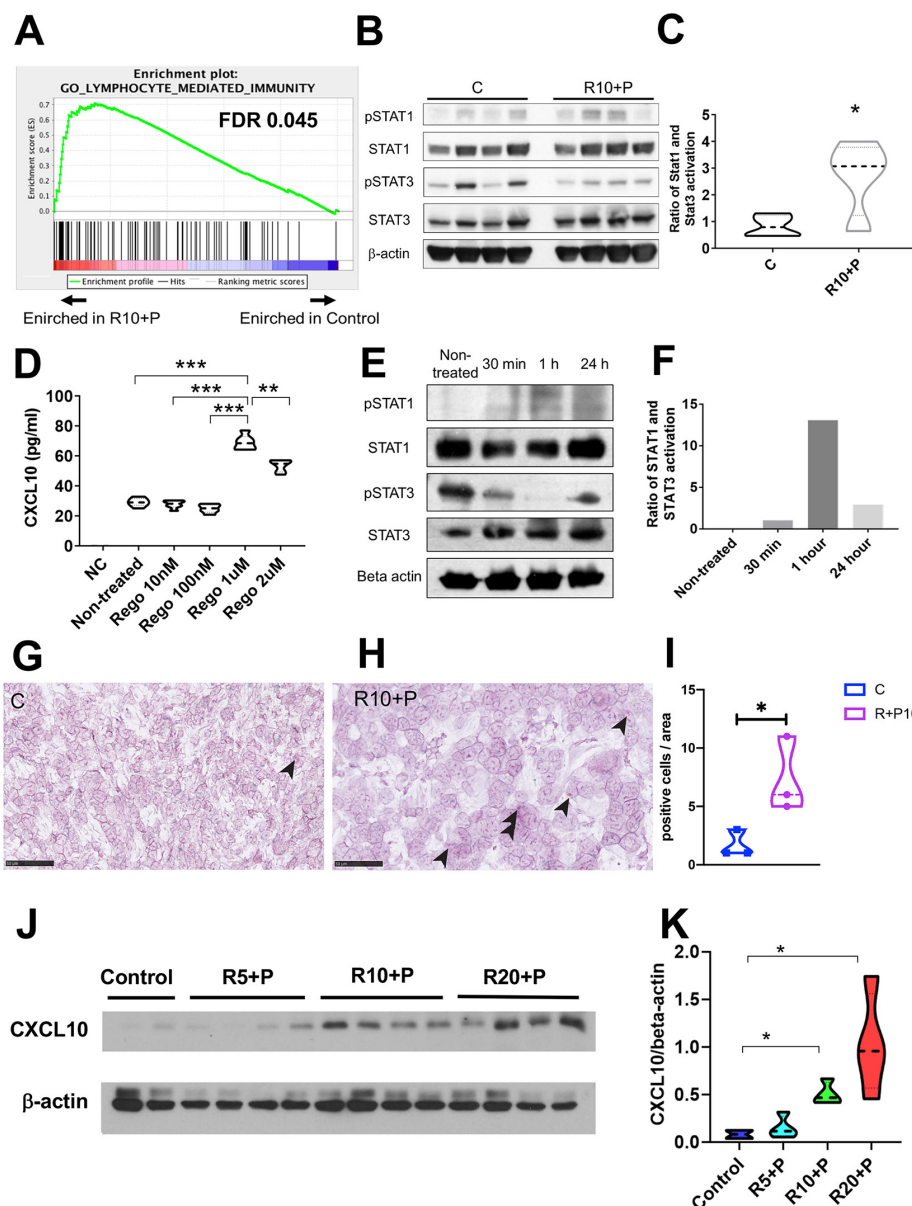 A
Enrichment plot:
GO_LYMPHOCYTE_MEDIATED_IMMUNITY
FDR 0.045
Enrichment score (ES)
0.7
0.6
0.5
0.4
0.3
0.2
0.1
0.0
Enrichment profile
Hits
Ranking metric scores
Enirched in R10+P
Enirched in Control
B
C
R10+P
pSTAT1
STAT1
pSTAT3
STAT3
β-actin
C
Ratio of Stat1 and
Stat3 activation
5
4
3
2
1
0
*
C
R10+P
D
CXCL10 (pg/ml)
100
80
60
40
20
0
***
***
***
**
NC
Non-treated
Rego 10nM
Rego 100nM
Rego 1uM
Rego 2uM
E
Non-
treated
30 min
1 h
24 h
pSTAT1
STAT1
pSTAT3
STAT3
Beta actin
F
Ratio of STAT1 and
STAT3 activation
15
10
5
0
Non-treated
30 min
1 hour
24 hour
G
C
H
R10+P
I
positive cells / area
15
10
5
0
*
C
R+P10
J
Control
R5+P
R10+P
R20+P
CXCL10
β-actin
K
CXCL10/beta-actin
2.0
1.5
1.0
0.5
0.0
*
*
Control
R5+P
R10+P
R20+P